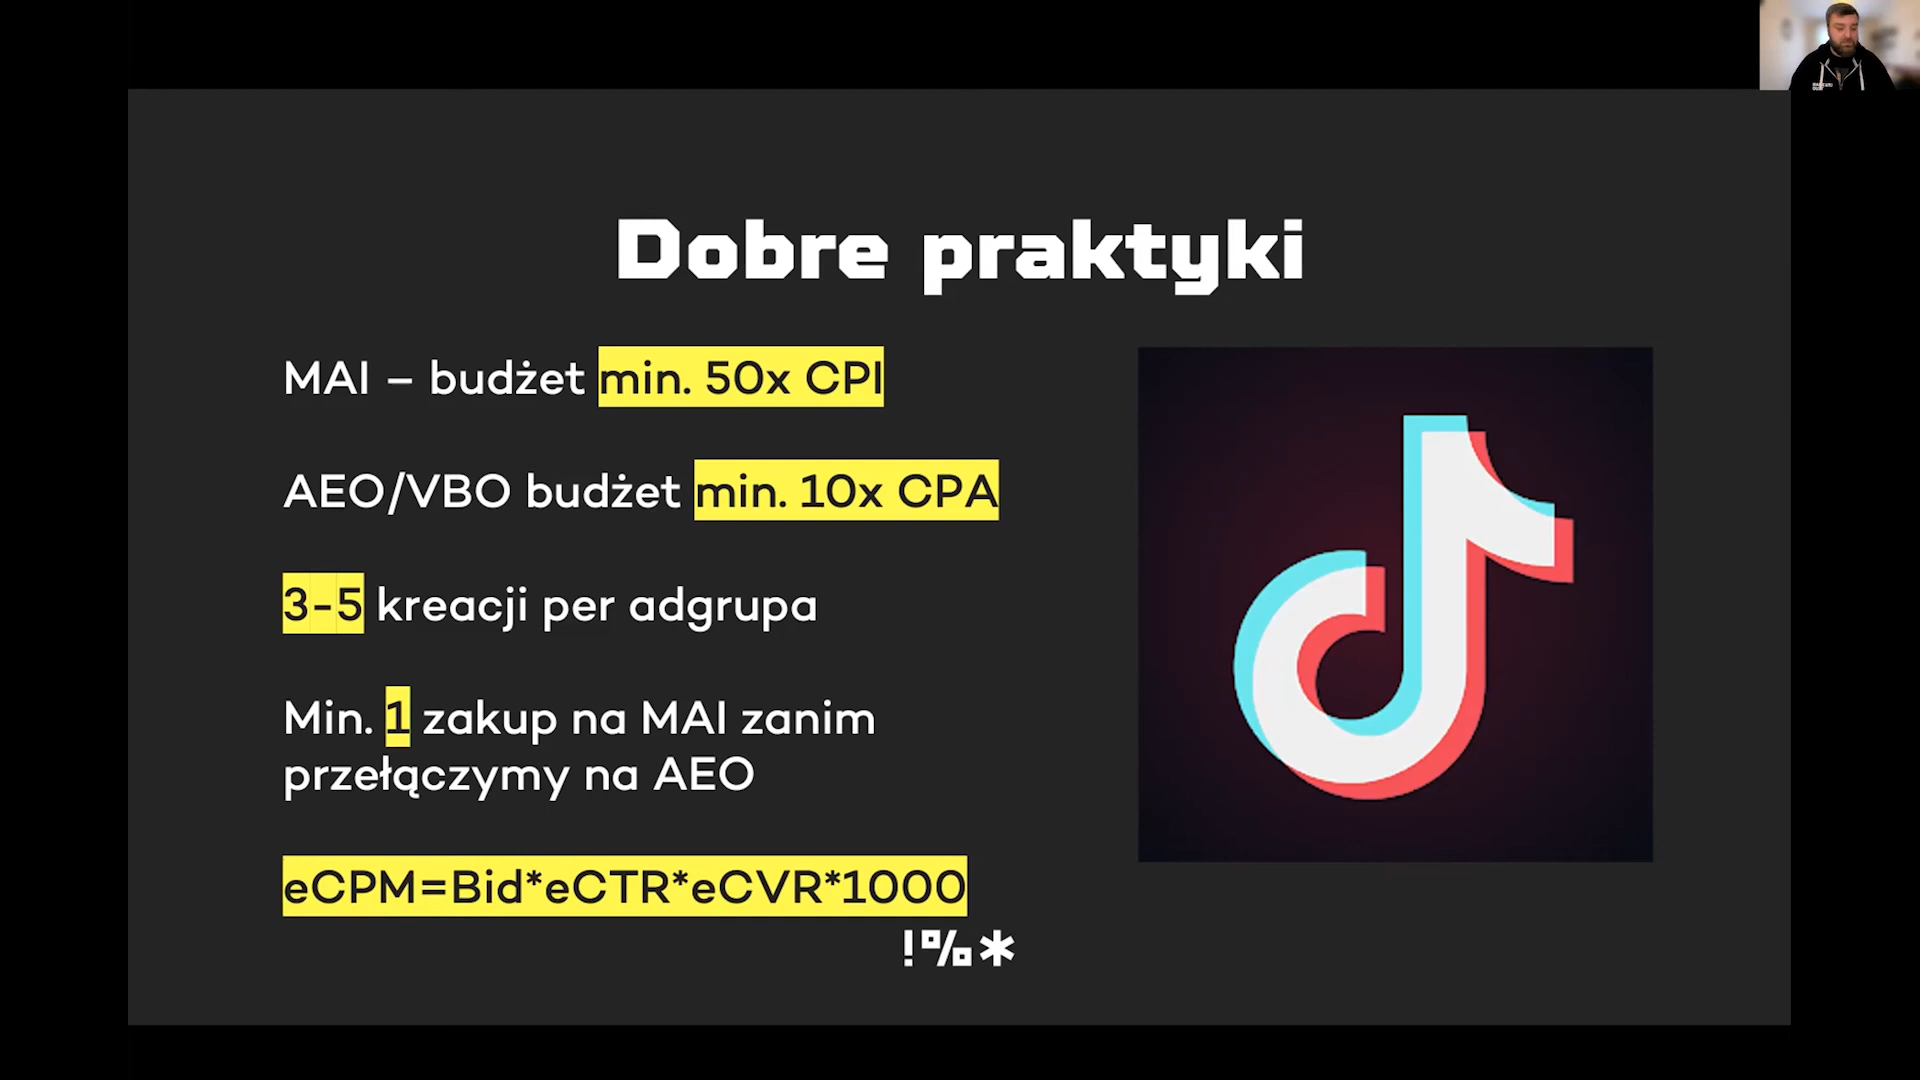 Dobre praktyki
MAI – budżet min. 50x CPI
AEO/VBO budżet min. 10x CPA
3-5 kreacji per adgrupa
Min. 1 zakup na MAI zanim
przełączymy na AEO
eCPM=Bid*eCTR*eCVR*1000
!%*